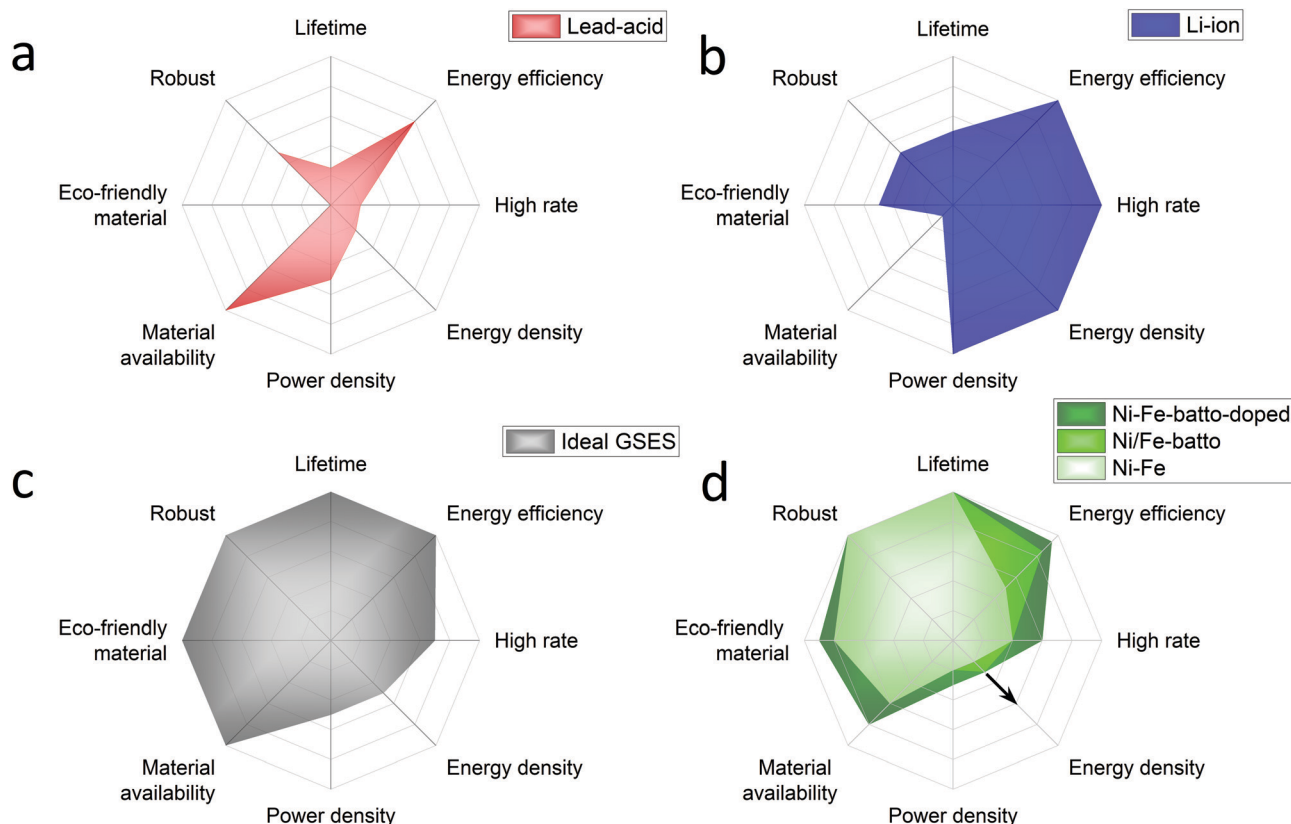 a
Lead-acid
Lifetime
Energy efficiency
Robust
High rate
Eco-friendly
material
Energy density
Material
availability
Power density
b
Li-ion
Lifetime
Energy efficiency
Robust
High rate
Eco-friendly
material
Energy density
Material
availability
Power density
c
Ideal GSES
Lifetime
Energy efficiency
Robust
High rate
Eco-friendly
material
Energy density
Material
availability
Power density
d
Ni-Fe-batto-doped
Ni/Fe-batto
Ni-Fe
Lifetime
Energy efficiency
Robust
High rate
Eco-friendly
material
Energy density
Material
availability
Power density